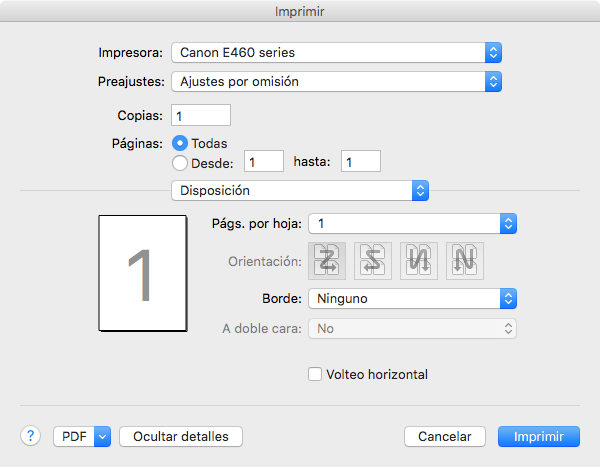 Imprimir
Impresora: Canon E460 series
Preajustes: Ajustes por omisión
Copias: 1
Páginas: Todas
Desde: 1 hasta: 1
Disposición
Págs. por hoja: 1
1
Orientación:
Borde: Ninguno
A doble cara: No
Volteo horizontal
? PDF Ocultar detalles Cancelar Imprimir